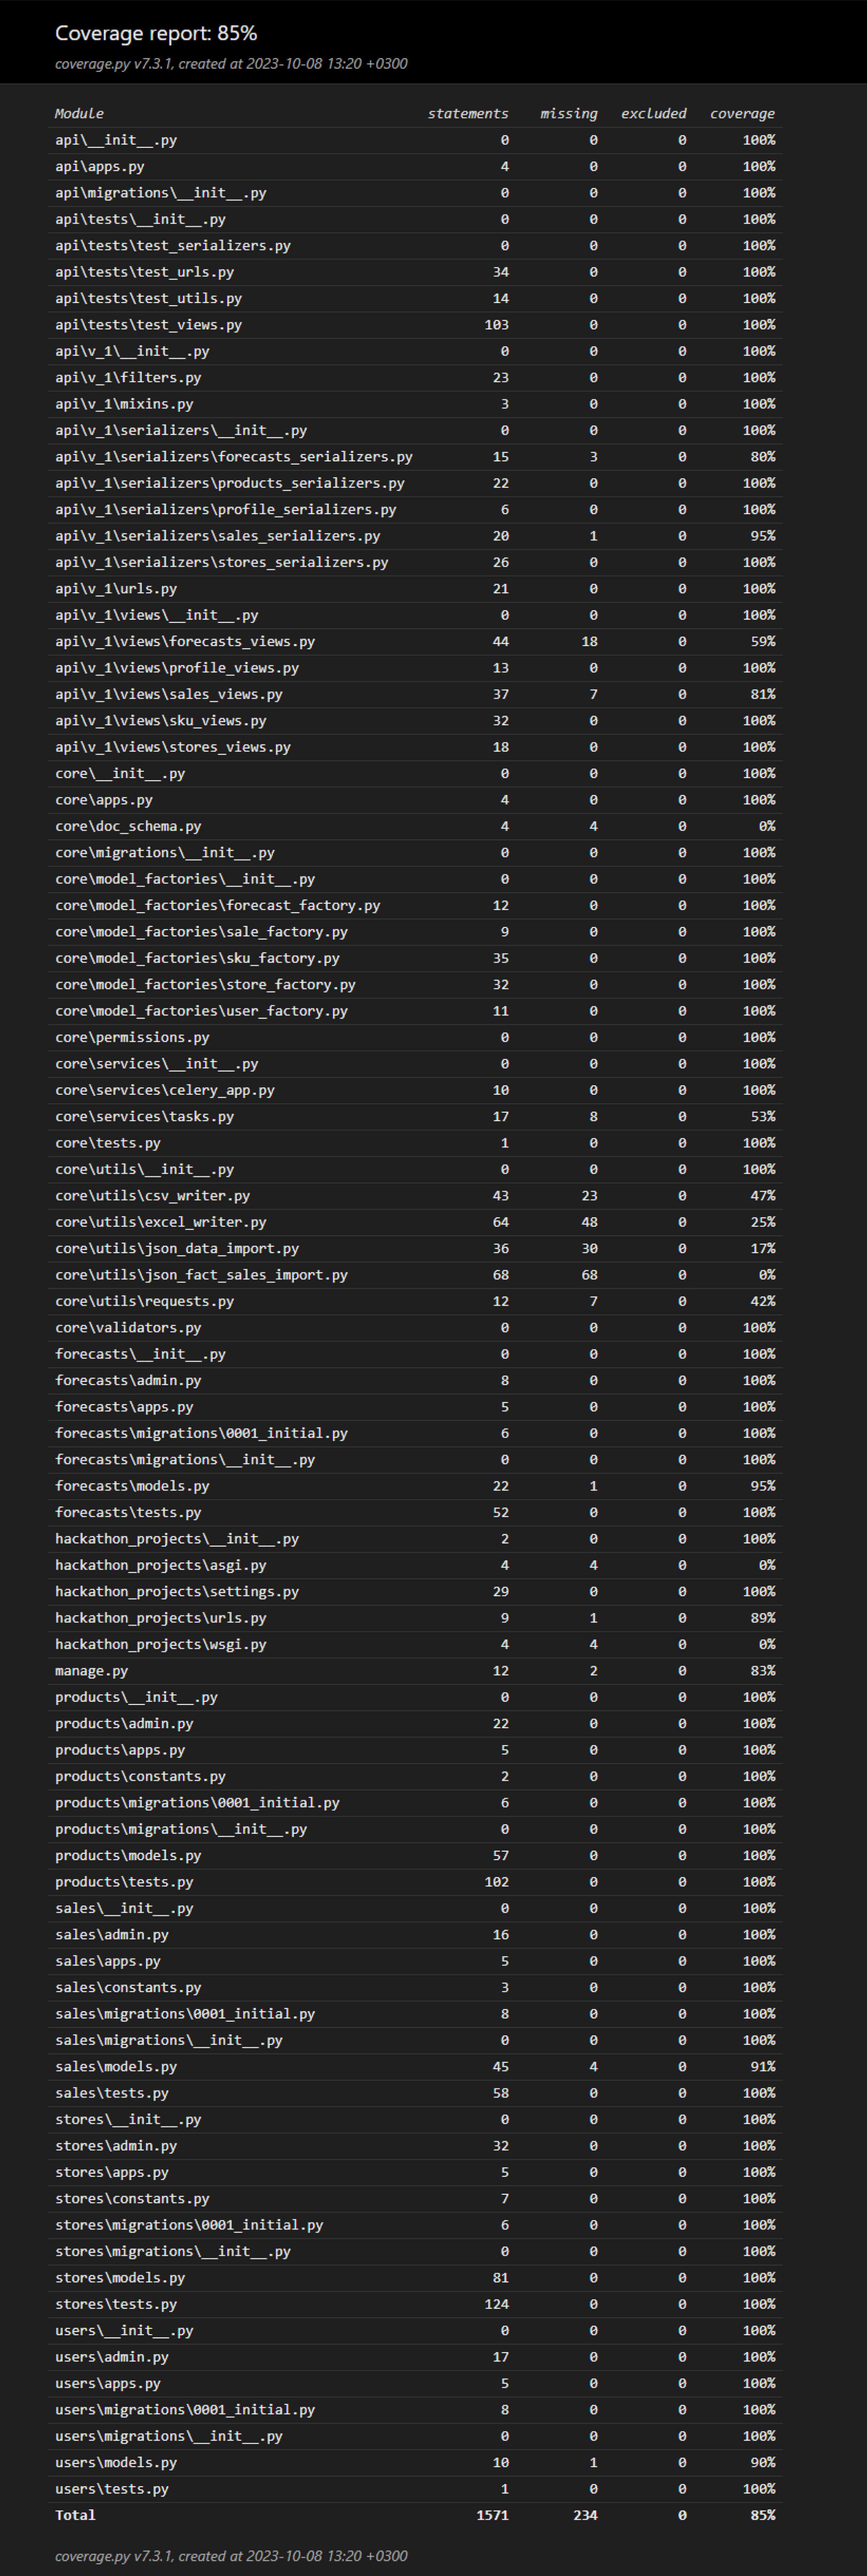 Coverage report: 85%
coverage.py v7.3.1, created at 2023-10-08 13:20 +0300
Module statements missing excluded coverage
api\__init__.py 0 0 0 100%
api\apps.py 4 0 0 100%
api\migrations\__init__.py 0 0 0 100%
api\tests\__init__.py 0 0 0 100%
api\tests\test_serializers.py 0 0 0 100%
api\tests\test_urls.py 34 0 0 100%
api\tests\test_utils.py 14 0 0 100%
api\tests\test_views.py 103 0 0 100%
api\v_1\__init__.py 0 0 0 100%
api\v_1\filters.py 23 0 0 100%
api\v_1\mixins.py 3 0 0 100%
api\v_1\serializers\__init__.py 0 0 0 100%
api\v_1\serializers\forecasts_serializers.py 15 3 0 80%
api\v_1\serializers\products_serializers.py 22 0 0 100%
api\v_1\serializers\profile_serializers.py 6 0 0 100%
api\v_1\serializers\sales_serializers.py 20 1 0 95%
api\v_1\serializers\stores_serializers.py 26 0 0 100%
api\v_1\urls.py 21 0 0 100%
api\v_1\views\__init__.py 0 0 0 100%
api\v_1\views\forecasts_views.py 44 18 0 59%
api\v_1\views\profile_views.py 13 0 0 100%
api\v_1\views\sales_views.py 37 7 0 81%
api\v_1\views\sku_views.py 32 0 0 100%
api\v_1\views\stores_views.py 18 0 0 100%
core\__init__.py 0 0 0 100%
core\apps.py 4 0 0 100%
core\doc_schema.py 4 4 0 0%
core\migrations\__init__.py 0 0 0 100%
core\model_factories\__init__.py 0 0 0 100%
core\model_factories\forecast_factory.py 12 0 0 100%
core\model_factories\sale_factory.py 9 0 0 100%
core\model_factories\sku_factory.py 35 0 0 100%
core\model_factories\store_factory.py 32 0 0 100%
core\model_factories\user_factory.py 11 0 0 100%
core\permissions.py 0 0 0 100%
core\services\__init__.py 0 0 0 100%
core\services\celery_app.py 10 0 0 100%
core\services\tasks.py 17 8 0 53%
core\tests.py 1 0 0 100%
core\utils\__init__.py 0 0 0 100%
core\utils\csv_writer.py 43 23 0 47%
core\utils\excel_writer.py 64 48 0 25%
core\utils\json_data_import.py 36 30 0 17%
core\utils\json_fact_sales_import.py 68 68 0 0%
core\utils\requests.py 12 7 0 42%
core\validators.py 0 0 0 100%
forecasts\__init__.py 0 0 0 100%
forecasts\admin.py 8 0 0 100%
forecasts\apps.py 5 0 0 100%
forecasts\migrations\0001_initial.py 6 0 0 100%
forecasts\migrations\__init__.py 0 0 0 100%
forecasts\models.py 22 1 0 95%
forecasts\tests.py 52 0 0 100%
hackathon_projects\__init__.py 2 0 0 100%
hackathon_projects\asgi.py 4 4 0 0%
hackathon_projects\settings.py 29 0 0 100%
hackathon_projects\urls.py 9 1 0 89%
hackathon_projects\wsgi.py 4 4 0 0%
manage.py 12 2 0 83%
products\__init__.py 0 0 0 100%
products\admin.py 22 0 0 100%
products\apps.py 5 0 0 100%
products\constants.py 2 0 0 100%
products\migrations\0001_initial.py 6 0 0 100%
products\migrations\__init__.py 0 0 0 100%
products\models.py 57 0 0 100%
products\tests.py 102 0 0 100%
sales\__init__.py 0 0 0 100%
sales\admin.py 16 0 0 100%
sales\apps.py 5 0 0 100%
sales\constants.py 3 0 0 100%
sales\migrations\0001_initial.py 8 0 0 100%
sales\migrations\__init__.py 0 0 0 100%
sales\models.py 45 4 0 91%
sales\tests.py 58 0 0 100%
stores\__init__.py 0 0 0 100%
stores\admin.py 32 0 0 100%
stores\apps.py 5 0 0 100%
stores\constants.py 7 0 0 100%
stores\migrations\0001_initial.py 6 0 0 100%
stores\migrations\__init__.py 0 0 0 100%
stores\models.py 81 0 0 100%
stores\tests.py 124 0 0 100%
users\__init__.py 0 0 0 100%
users\admin.py 17 0 0 100%
users\apps.py 5 0 0 100%
users\migrations\0001_initial.py 8 0 0 100%
users\migrations\__init__.py 0 0 0 100%
users\models.py 10 1 0 90%
users\tests.py 1 0 0 100%
Total 1571 234 0 85%
coverage.py v7.3.1, created at 2023-10-08 13:20 +0300